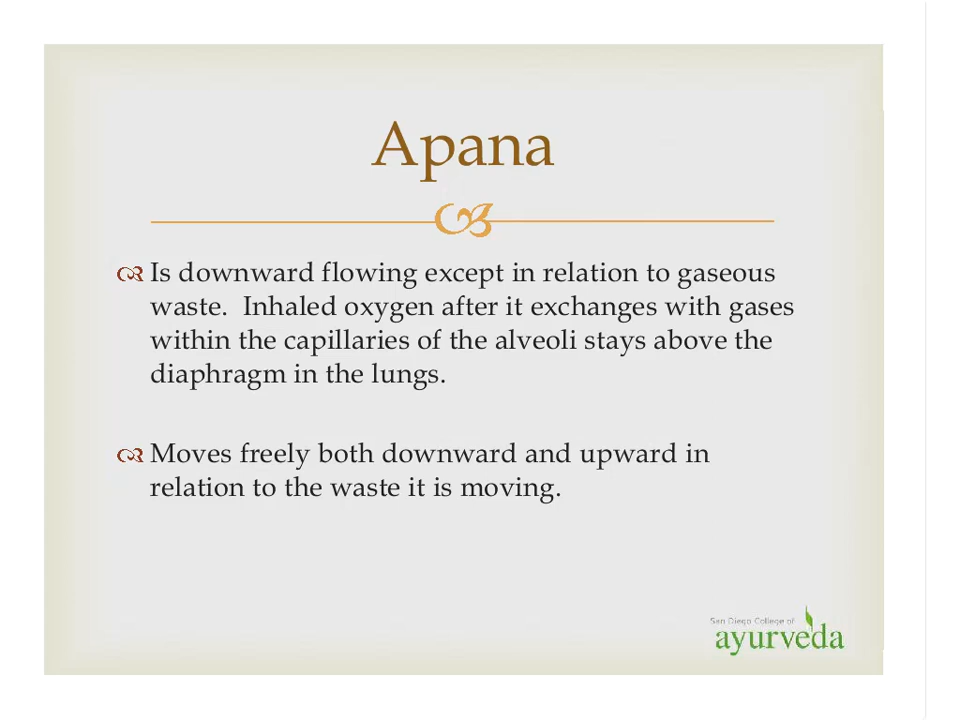 Apana
Is downward flowing except in relation to gaseous
waste.  Inhaled oxygen after it exchanges with gases
within the capillaries of the alveoli stays above the
diaphragm in the lungs.
Moves freely both downward and upward in
relation to the waste it is moving.
San Diego College of
ayurveda